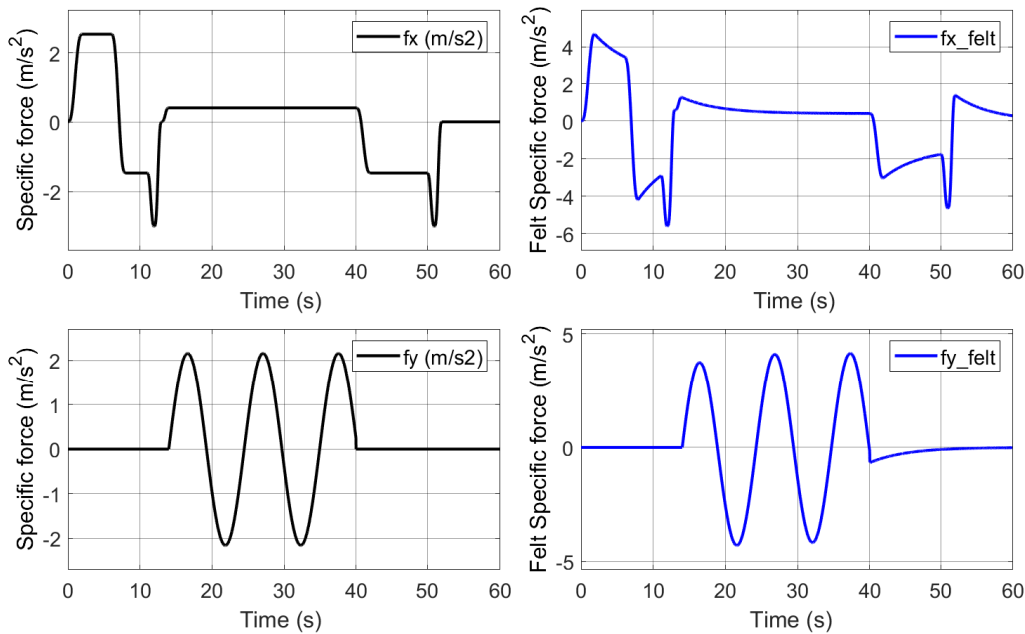 fx (m/s2)
Specific force (m/s²)
2
0
-2
0 10 20 30 40 50 60
Time (s)
fx_felt
Felt Specific force (m/s²)
4
2
0
-2
-4
-6
0 10 20 30 40 50 60
Time (s)
fy (m/s2)
Specific force (m/s²)
2
1
0
-1
-2
0 10 20 30 40 50 60
Time (s)
fy_felt
Felt Specific force (m/s²)
5
0
-5
0 10 20 30 40 50 60
Time (s)